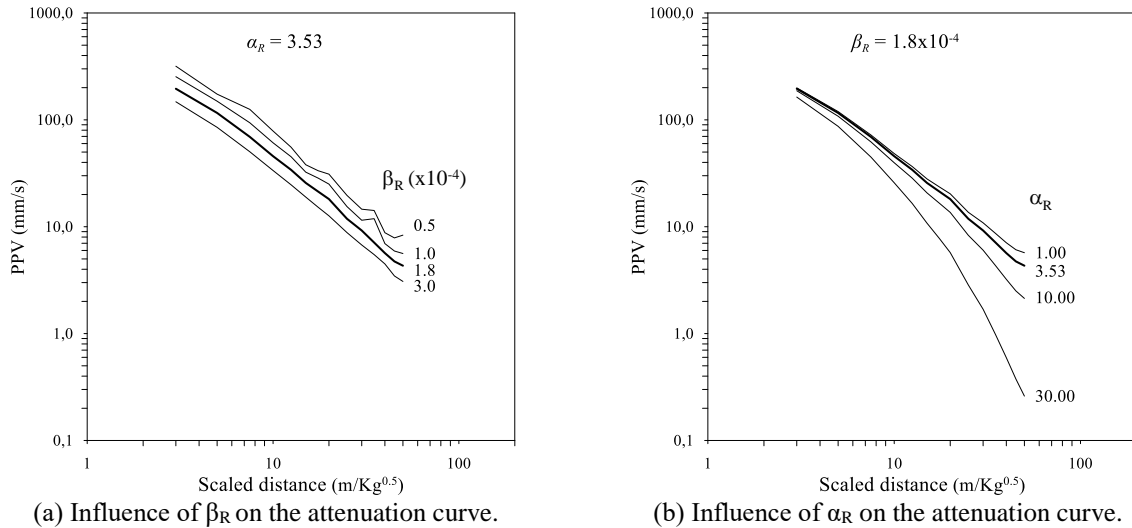 1000,0
α_R = 3.53
100,0
PPV (mm/s)
β_R (x10⁻⁴)
10,0
0.5
1.0
1.8
3.0
1,0
0,1
1
10
100
Scaled distance (m/Kg⁰·⁵)
(a) Influence of β_R on the attenuation curve.
1000,0
β_R = 1.8x10⁻⁴
100,0
PPV (mm/s)
α_R
10,0
1.00
3.53
10.00
1,0
30.00
0,1
1
10
100
Scaled distance (m/Kg⁰·⁵)
(b) Influence of α_R on the attenuation curve.